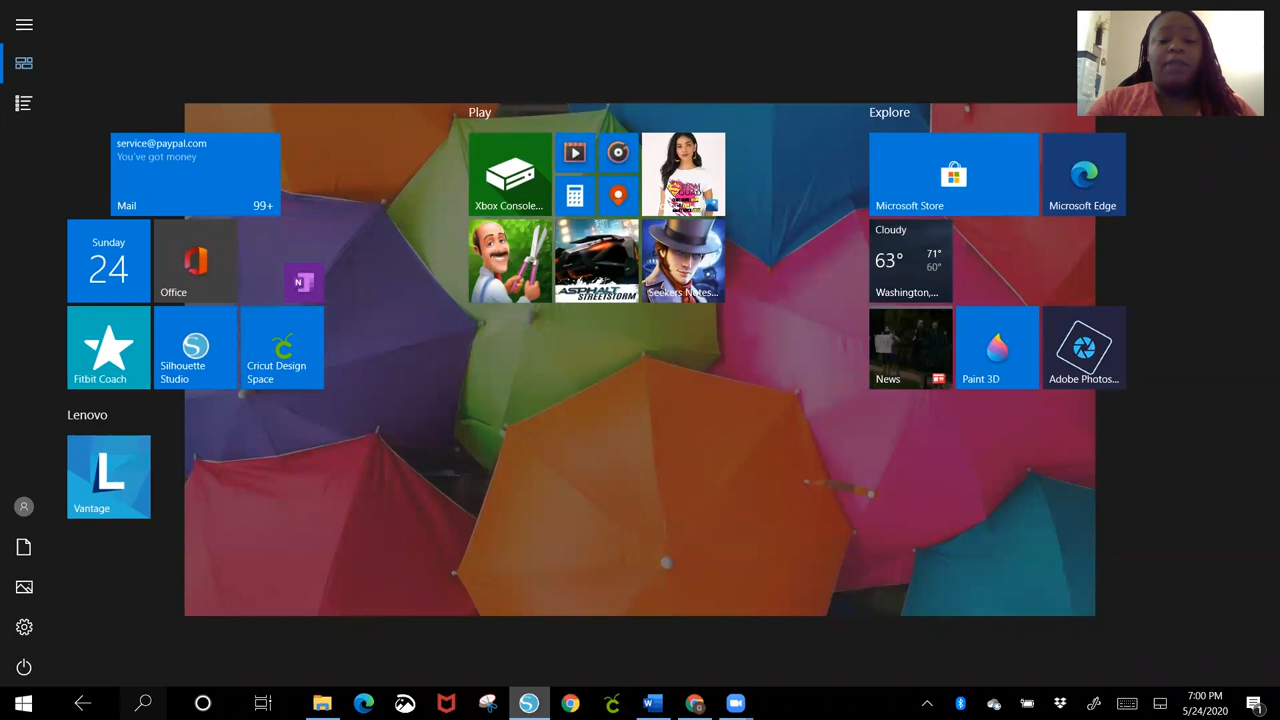 Play
Explore
service@paypal.com
You've got money
Mail
99+
Xbox Console...
Microsoft Store
Microsoft Edge
Sunday
24
Office
Seekers Notes...
ASPHALT
STREETSTORM
Cloudy
63°
71°
60°
Washington,...
Fitbit Coach
Silhouette
Studio
Cricut Design
Space
News
Paint 3D
Adobe Photos...
Lenovo
L
Vantage
7:00 PM
5/24/2020
1